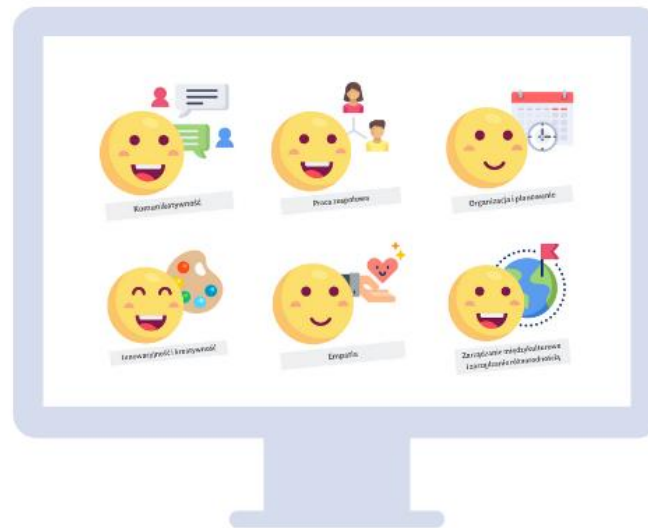 Komunikatywność
Praca zespołowa
Organizacja i planowanie
Innowacyjność i kreatywność
Empatia
Zarządzanie międzykulturowe
i zarządzanie różnorodnością